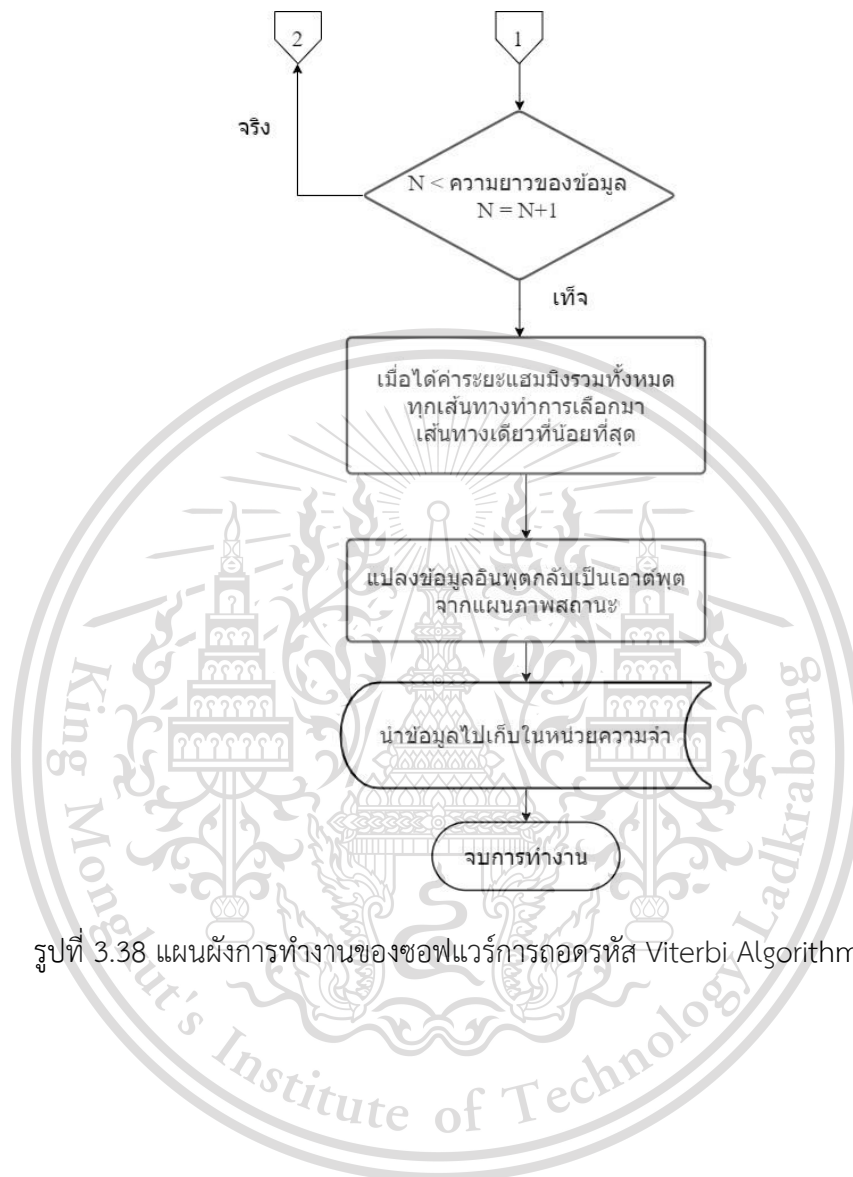 2
1
จริง
N < ความยาวของข้อมูล
N = N+1
เท็จ
เมื่อได้ค่าระยะแฮมมิงรวมทั้งหมด
ทุกเส้นทางทำการเลือกมา
เส้นทางเดียวที่น้อยที่สุด
แปลงข้อมูลอินพุตกลับเป็นเอาต์พุต
จากแผนภาพสถานะ
นำข้อมูลไปเก็บในหน่วยความจำ
จบการทำงาน
รูปที่ 3.38 แผนผังการทำงานของซอฟแวร์การถอดรหัส Viterbi Algorithm
King Mongkut's Institute of Technology Ladkrabang